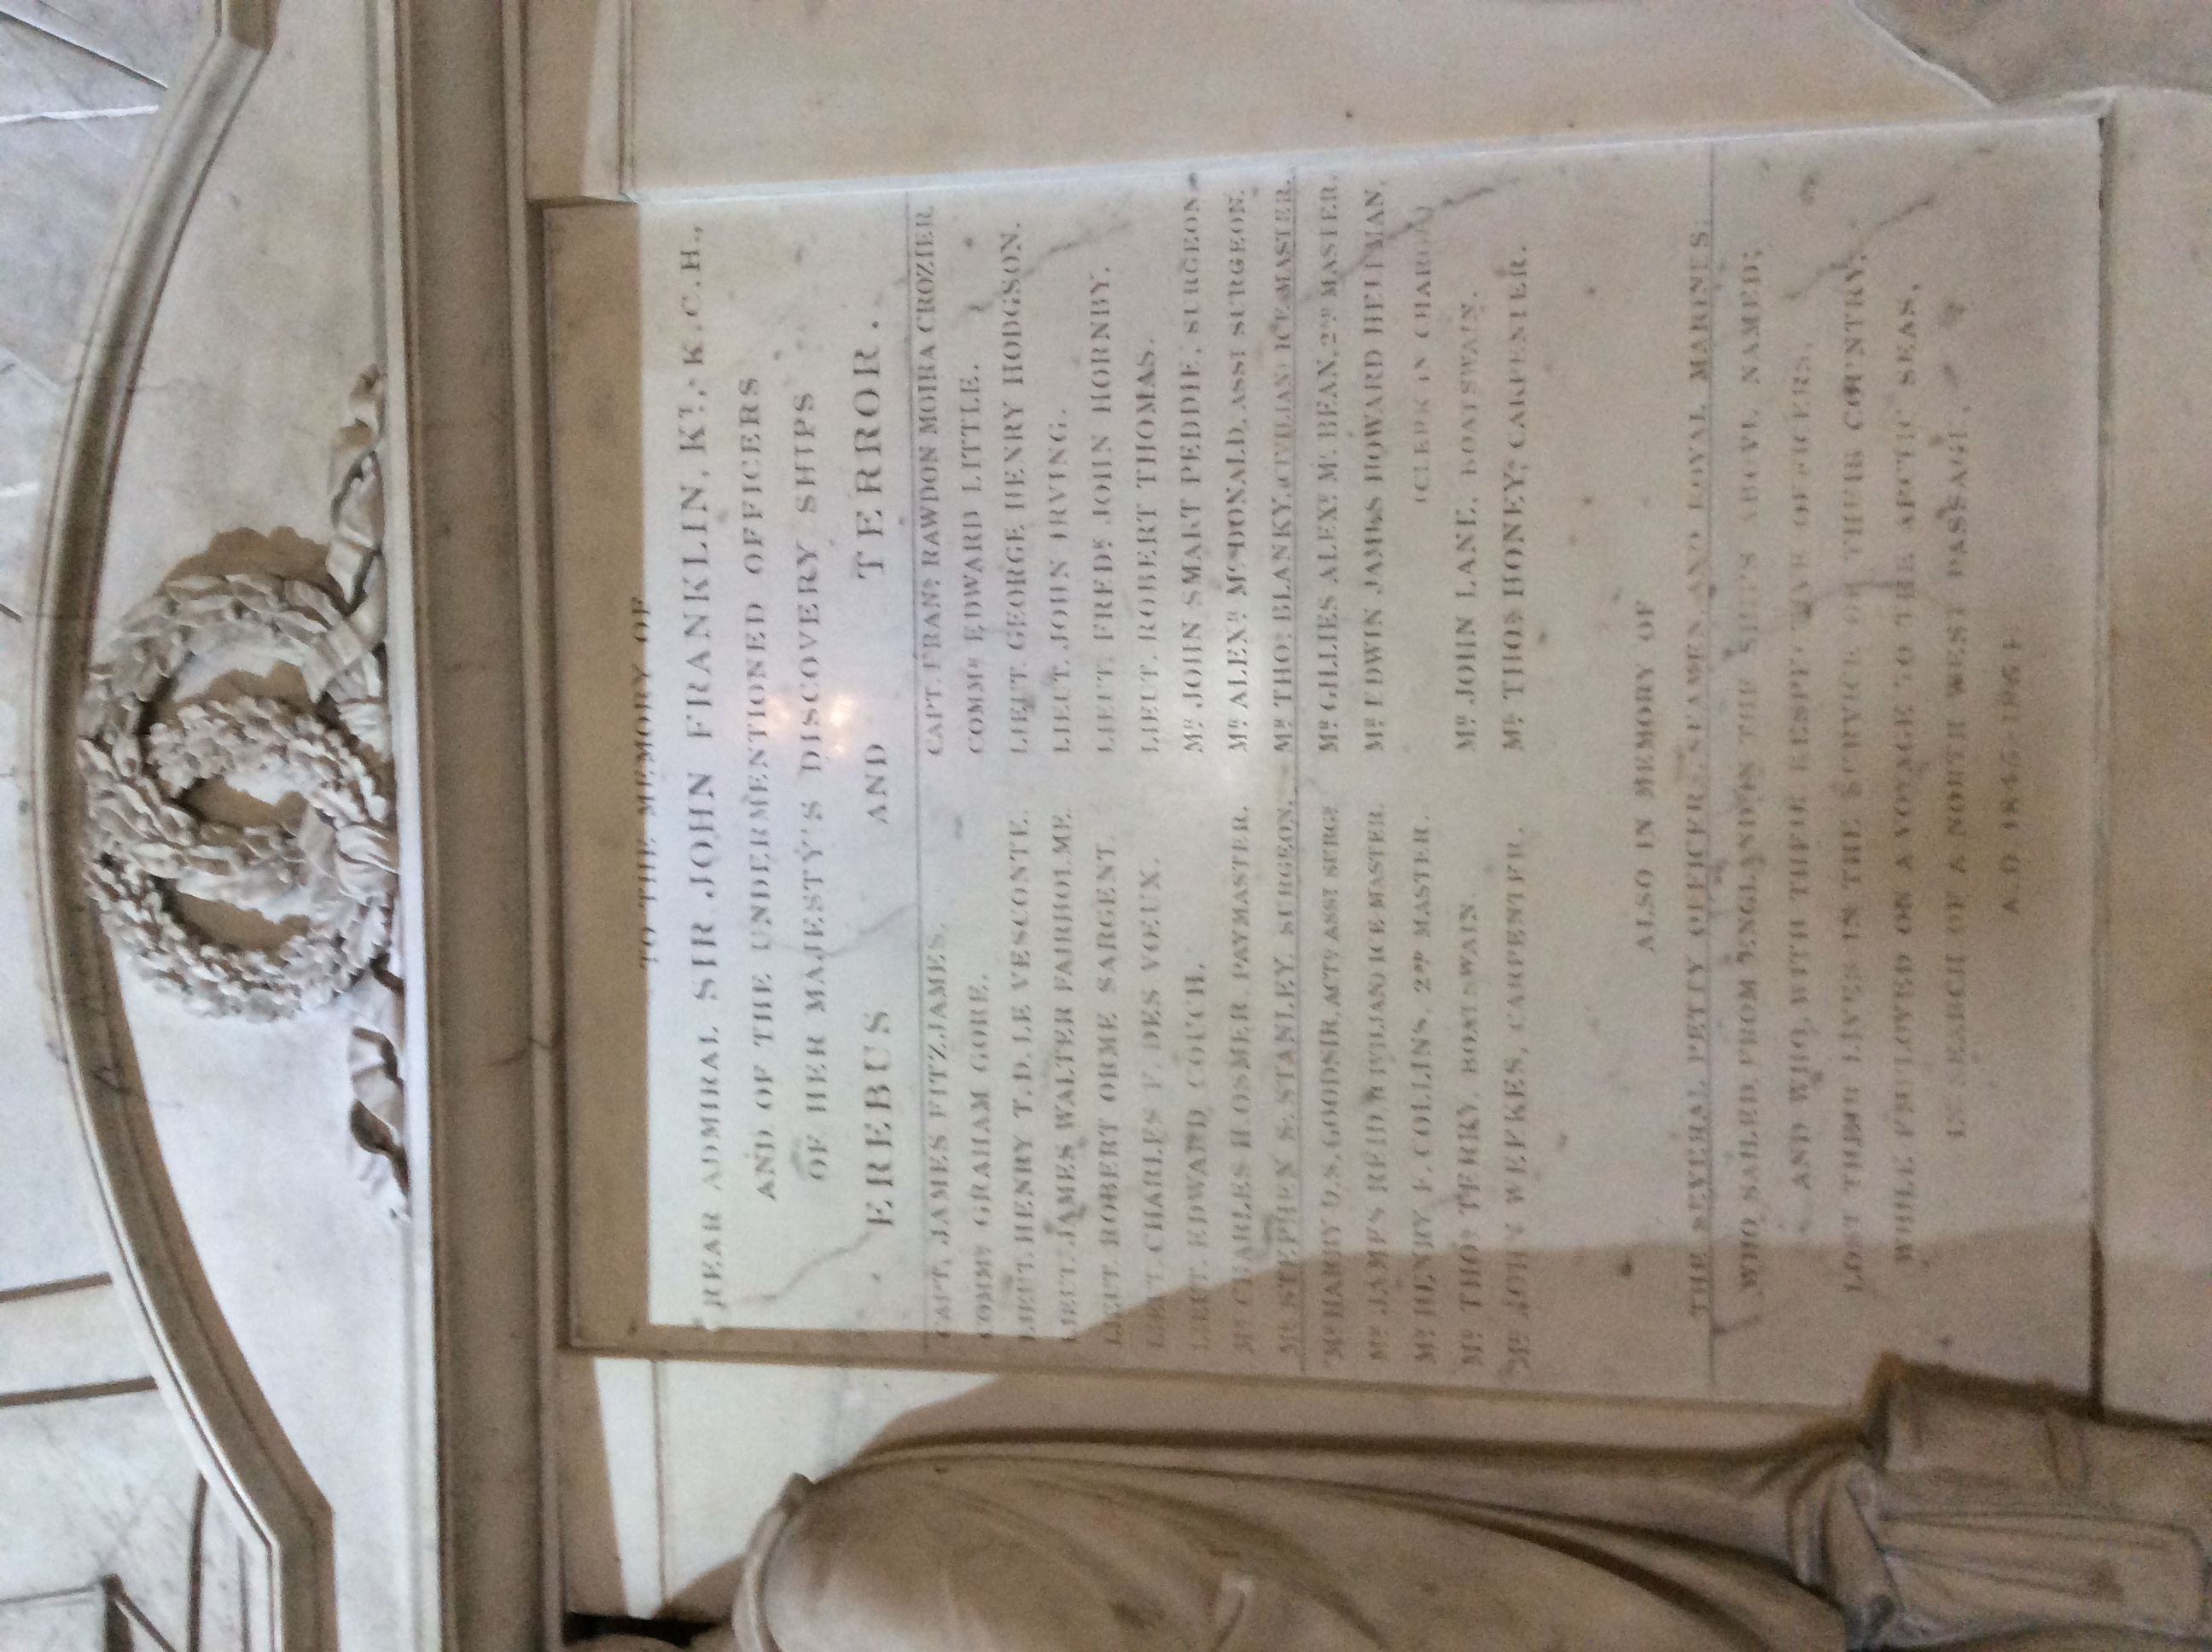 TO THE MEMORY OF
REAR ADMIRAL SIR JOHN FRANKLIN, KT., K.C.H.,
AND OF THE UNDERMENTIONED OFFICERS
OF HER MAJESTY'S DISCOVERY SHIPS
EREBUS AND TERROR.
CAPT. JAMES FITZJAMES.
COMMR GRAHAM GORE.
LIEUT. HENRY T.D. LE VESCONTE.
LIEUT. JAMES WALTER FAIRHOLME.
LIEUT. ROBERT ORME SARGENT.
LIEUT. CHARLES F. DES VOEUX.
LIEUT. EDWARD COUCH.
MR CHARLES H. OSMER, PAYMASTER.
MR STEPHEN S. STANLEY, SURGEON.
MR HARRY D.S. GOODSIR, ACTG ASST SURGN
MR JAMES REID, (CIVILIAN) ICE MASTER
MR HENRY F. COLLINS, 2ND MASTER.
MR THOS TERRY, BOATSWAIN.
MR JOHN WEEKES, CARPENTER.
CAPT. FRANS RAWDON MOIRA CROZIER
COMMR EDWARD LITTLE.
LIEUT. GEORGE HENRY HODGSON.
LIEUT. JOHN IRVING.
LIEUT. FREDK JOHN HORNBY.
LIEUT. ROBERT THOMAS.
MR JOHN SMART PEDDIE, SURGEON.
MR ALEXR MCDONALD, ASST SURGEON.
MR THOS BLANKY, (CIVILIAN) ICE MASTER.
MR GILLIES ALEXR MC BEAN, 2ND MASTER.
MR EDWIN JAMES HOWARD HELPMAN,
(CLERK IN CHARGE)
MR JOHN LANE, BOATSWAIN.
MR THOS HONEY, CARPENTER.
ALSO IN MEMORY OF
THE SEVERAL PETTY OFFICERS, SEAMEN, AND ROYAL MARINES,
WHO SAILED FROM ENGLAND IN THE SHIPS ABOVE NAMED;
AND WHO, WITH THEIR RESPECTIVE OFFICERS,
LOST THEIR LIVES IN THE SERVICE OF THEIR COUNTRY,
WHILE EMPLOYED ON A VOYAGE TO THE ARCTIC SEAS,
IN SEARCH OF A NORTH WEST PASSAGE.
A.D. 1845-1854